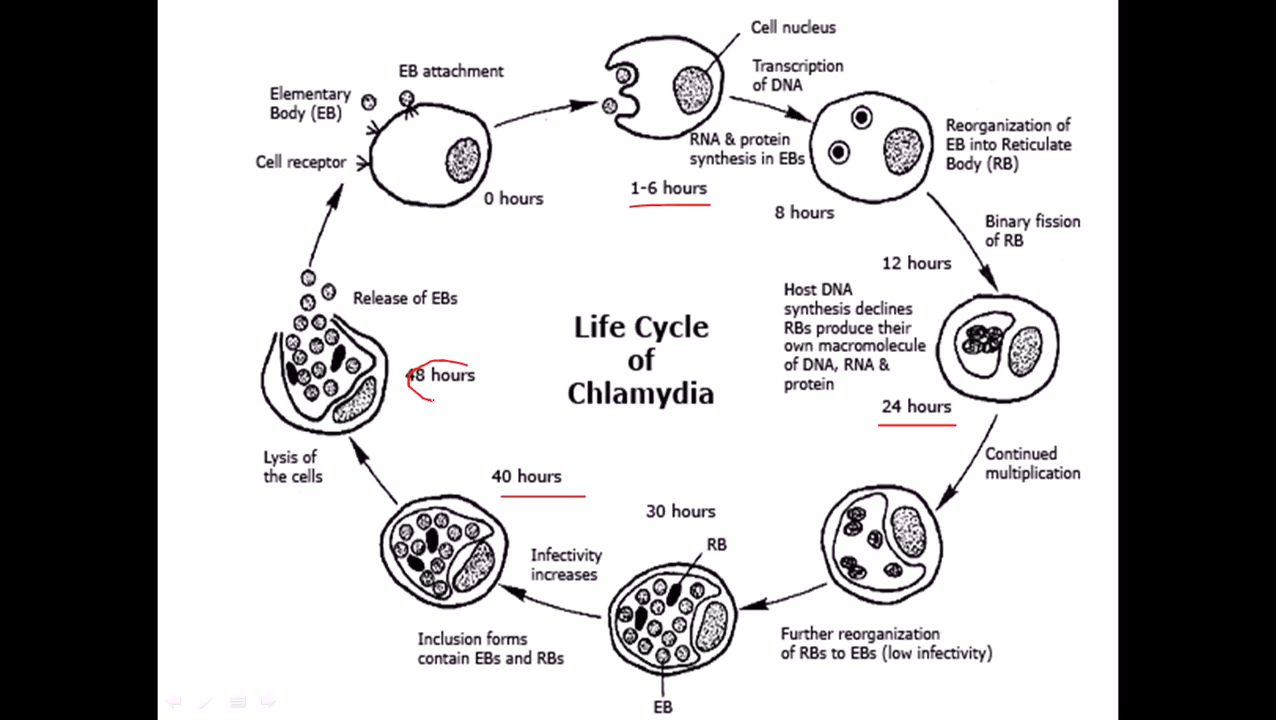 Cell nucleus
EB attachment
Transcription
of DNA
Elementary
Body (EB)
Cell receptor
0 hours
RNA & protein
synthesis in EBs
1-6 hours
8 hours
Reorganization of
EB into Reticulate
Body (RB)
Binary fission
of RB
12 hours
Host DNA
synthesis declines
RBs produce their
own macromolecule
of DNA, RNA &
protein
24 hours
Continued
multiplication
Life Cycle
of
Chlamydia
Release of EBs
48 hours
Lysis of
the cells
40 hours
30 hours
RB
Infectivity
increases
Inclusion forms
contain EBs and RBs
Further reorganization
of RBs to EBs (low infectivity)
EB